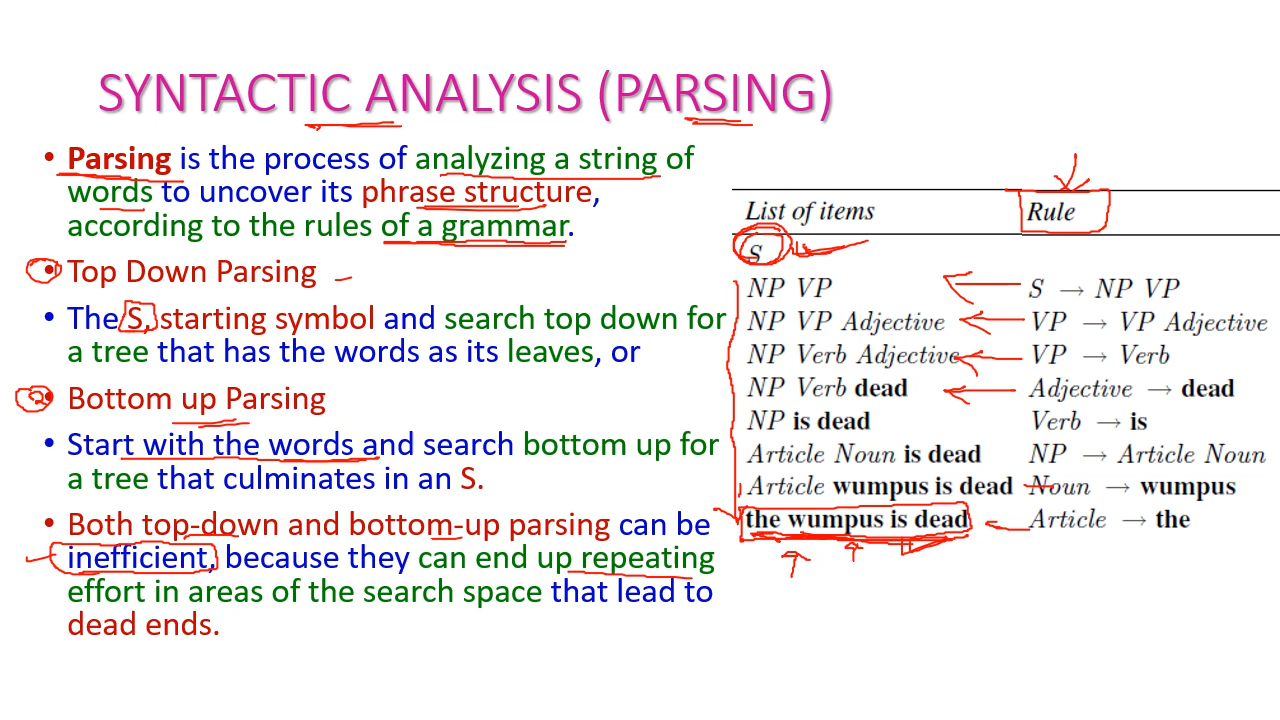 SYNTACTIC ANALYSIS (PARSING)
• Parsing is the process of analyzing a string of
words to uncover its phrase structure,
according to the rules of a grammar.
• Top Down Parsing
• The S, starting symbol and search top down for
a tree that has the words as its leaves, or
• Bottom up Parsing
• Start with the words and search bottom up for
a tree that culminates in an S.
• Both top-down and bottom-up parsing can be
inefficient, because they can end up repeating
effort in areas of the search space that lead to
dead ends.
List of items Rule
S
NP VP S → NP VP
NP VP Adjective VP → VP Adjective
NP Verb Adjective VP → Verb
NP Verb dead Adjective → dead
NP is dead Verb → is
Article Noun is dead NP → Article Noun
Article wumpus is dead Noun → wumpus
the wumpus is dead Article → the